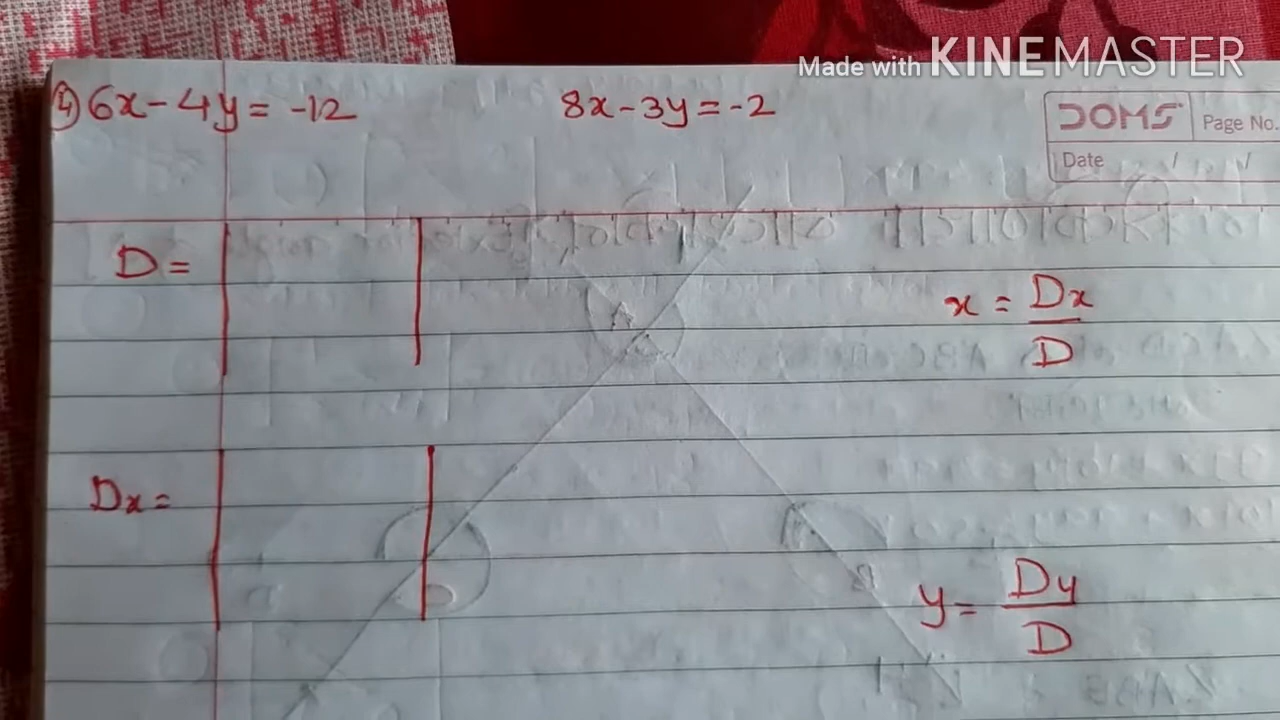 Made with KINEMASTER
④ 6x-4y = -12 8x-3y = -2
DOMS Page No.
Date / /
D =
x = Dx
D
Dx =
y = Dy
D